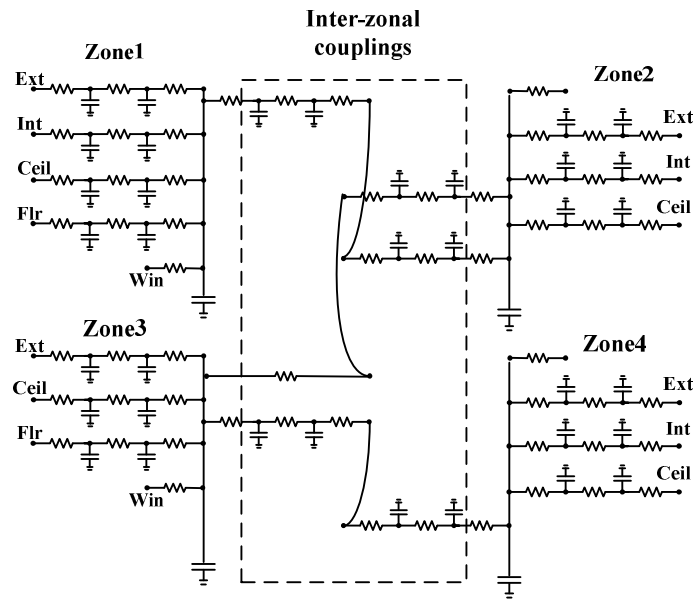 Inter-zonal
couplings
Zone1
Ext
Int
Ceil
Flr
Win
Zone2
Ext
Int
Ceil
Zone3
Ext
Ceil
Flr
Win
Zone4
Ext
Int
Ceil